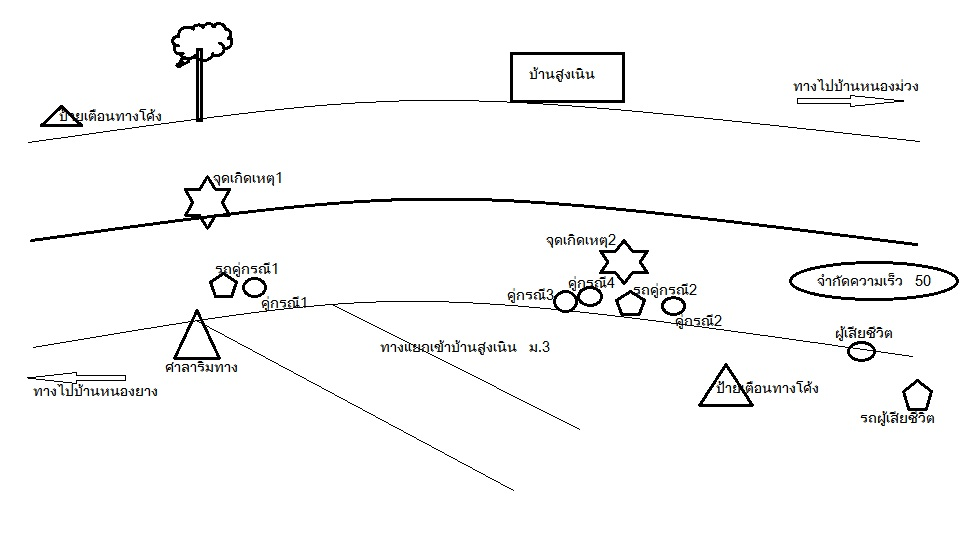 บ้านสูงเนิน
ทางไปบ้านหนองม่วง
ป้ายเตือนทางโค้ง
จุดเกิดเหตุ1
จุดเกิดเหตุ2
รถคู่กรณี1
คู่กรณี1
คู่กรณี4
คู่กรณี3
รถคู่กรณี2
คู่กรณี2
จำกัดความเร็ว 50
ผู้เสียชีวิต
ทางแยกเข้าบ้านสูงเนิน ม.3
ศาลาริมทาง
ทางไปบ้านหนองยาง
ป้ายเตือนทางโค้ง
รถผู้เสียชีวิต